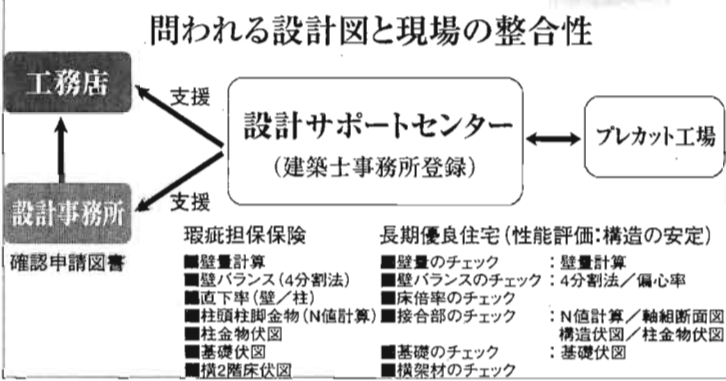 問われる設計図と現場の整合性
工務店
支援
設計サポートセンター
(建築士事務所登録)
プレカット工場
設計事務所
支援
確認申請図書
瑕疵担保保険
■壁量計算
■壁バランス(4分割法)
■直下率(壁/柱)
■柱頭柱脚金物(N値計算)
■柱金物伏図
■基礎伏図
■横2階床伏図
長期優良住宅(性能評価:構造の安定)
■壁量のチェック :壁量計算
■壁バランスのチェック:4分割法/偏心率
■床倍率のチェック
■接合部のチェック :N値計算/軸組断面図
構造伏図/柱金物伏図
■基礎のチェック :基礎伏図
■横架材のチェック